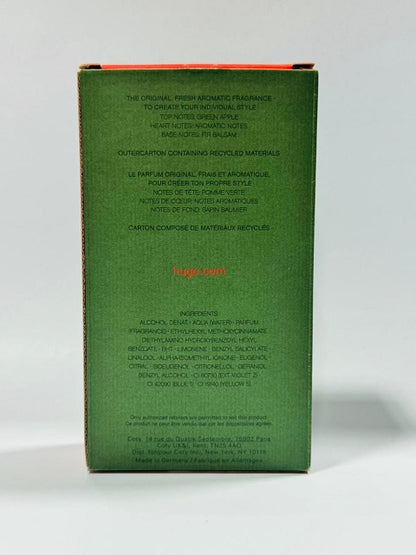 THE ORIGINAL, FRESH AROMATIC FRAGRANCE
TO CREATE YOUR INDIVIDUAL STYLE
TOP NOTES: GREEN APPLE
HEART NOTES: AROMATIC NOTES
BASE NOTES: FIR BALSAM
OUTERCARTON CONTAINING RECYCLED MATERIALS
LE PARFUM ORIGINAL, FRAIS ET AROMATIQUE,
POUR CRÉER TON PROPRE STYLE
NOTES DE TÊTE: POMME VERTE
NOTES DE CŒUR: NOTES AROMATIQUES
NOTES DE FOND: SAPIN BAUMIER
CARTON COMPOSÉ DE MATÉRIAUX RECYCLÉS
hugo.com
INGREDIENTS:
ALCOHOL DENAT. • AQUA (WATER) • PARFUM
(FRAGRANCE) • ETHYLHEXYL METHOXYCINNAMATE
DIETHYLAMINO HYDROXYBENZOYL HEXYL
BENZOATE • BHT • LIMONENE • BENZYL SALICYLATE
LINALOOL • ALPHA-ISOMETHYL IONONE • EUGENOL
CITRAL • ISOEUGENOL • CITRONELLOL • GERANIOL
BENZYL ALCOHOL • CI 60730 (EXT. VIOLET 2)
CI 42090 (BLUE 1) • CI 19140 (YELLOW 5)
Only authorized retailers are permitted to sell this product
Ce produit ne peut être vendu que par des dépositaires agréés
Coty, 14 rue du Quatre Septembre, 75002 Paris
Coty UK&I, Kent, TN25 4AQ
Dist. Bonjour Coty Inc., New York, NY 10118
Made in Germany / Fabriqué en Allemagne